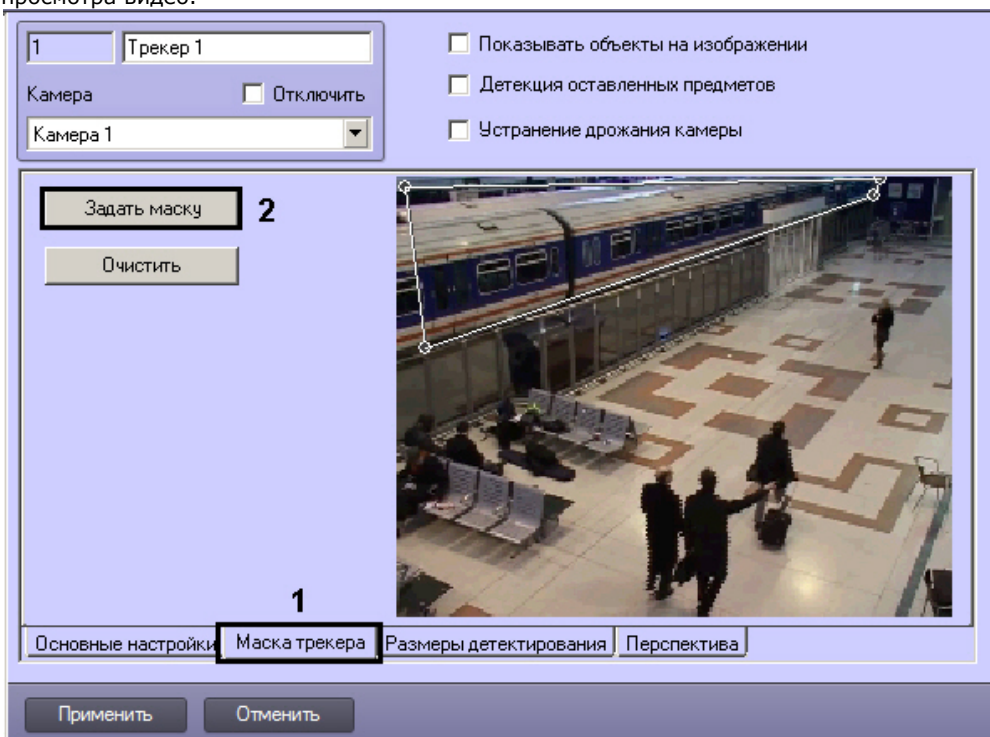 просмотра видео.
1 Трекер 1
Показывать объекты на изображении
Камера Отключить
Детекция оставленных предметов
Камера 1
Устранение дрожания камеры
Задать маску 2
Очистить
1
Основные настройки Маска трекера Размеры детектирования Перспектива
Применить Отменить